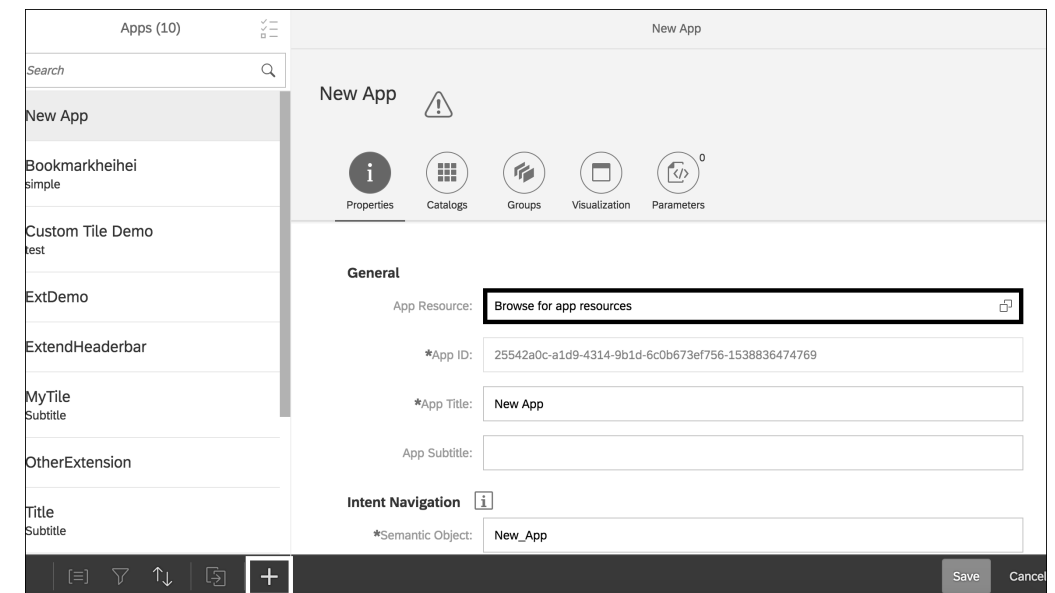 Apps (10)
New App
Search
New App
Bookmarkheihei
simple
Custom Tile Demo
test
ExtDemo
ExtendHeaderbar
MyTile
Subtitle
OtherExtension
Title
Subtitle
New App
Properties
Catalogs
Groups
Visualization
0
Parameters
General
App Resource: Browse for app resources
*App ID: 25542a0c-a1d9-4314-9b1d-6c0b673ef756-1538836474769
*App Title: New App
App Subtitle:
Intent Navigation
*Semantic Object: New_App
Save Cancel